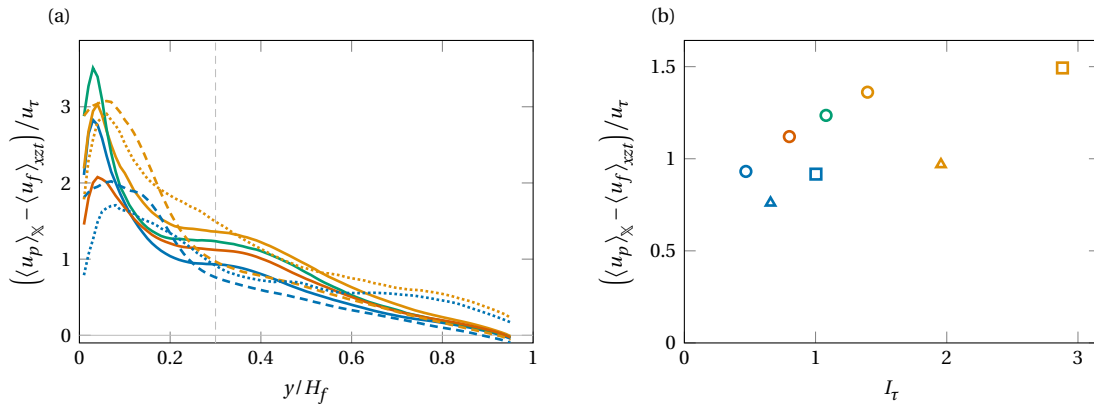 (a)
(b)
(⟨u_p⟩_𝕏 − ⟨u_f⟩_xzt) / u_τ
3
2
1
0
0 0.2 0.4 0.6 0.8 1
y/H_f
(⟨u_p⟩_𝕏 − ⟨u_f⟩_xzt) / u_τ
1.5
1
0.5
0
0 1 2 3
I_τ